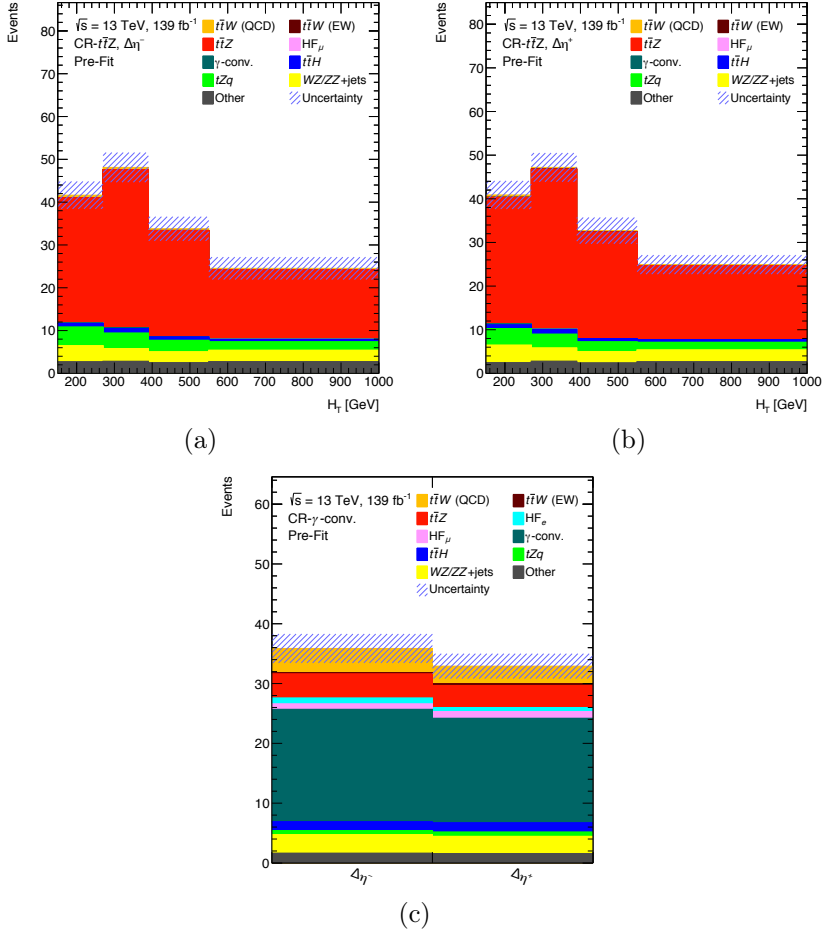 Events
√s = 13 TeV, 139 fb⁻¹
CR-tt̄Z, Δη⁻
Pre-Fit
tt̄W (QCD) tt̄W (EW)
tt̄Z HF_μ
γ-conv. tt̄H
tZq WZ/ZZ+jets
Other Uncertainty
80
70
60
50
40
30
20
10
0
200 300 400 500 600 700 800 900 1000
H_T [GeV]
(a)
Events
√s = 13 TeV, 139 fb⁻¹
CR-tt̄Z, Δη⁺
Pre-Fit
tt̄W (QCD) tt̄W (EW)
tt̄Z HF_μ
γ-conv. tt̄H
tZq WZ/ZZ+jets
Other Uncertainty
80
70
60
50
40
30
20
10
0
200 300 400 500 600 700 800 900 1000
H_T [GeV]
(b)
Events
√s = 13 TeV, 139 fb⁻¹
CR-γ-conv.
Pre-Fit
tt̄W (QCD) tt̄W (EW)
tt̄Z HF_e
HF_μ γ-conv.
tt̄H tZq
WZ/ZZ+jets Other
Uncertainty
60
50
40
30
20
10
0
Δη⁻ Δη⁺
(c)